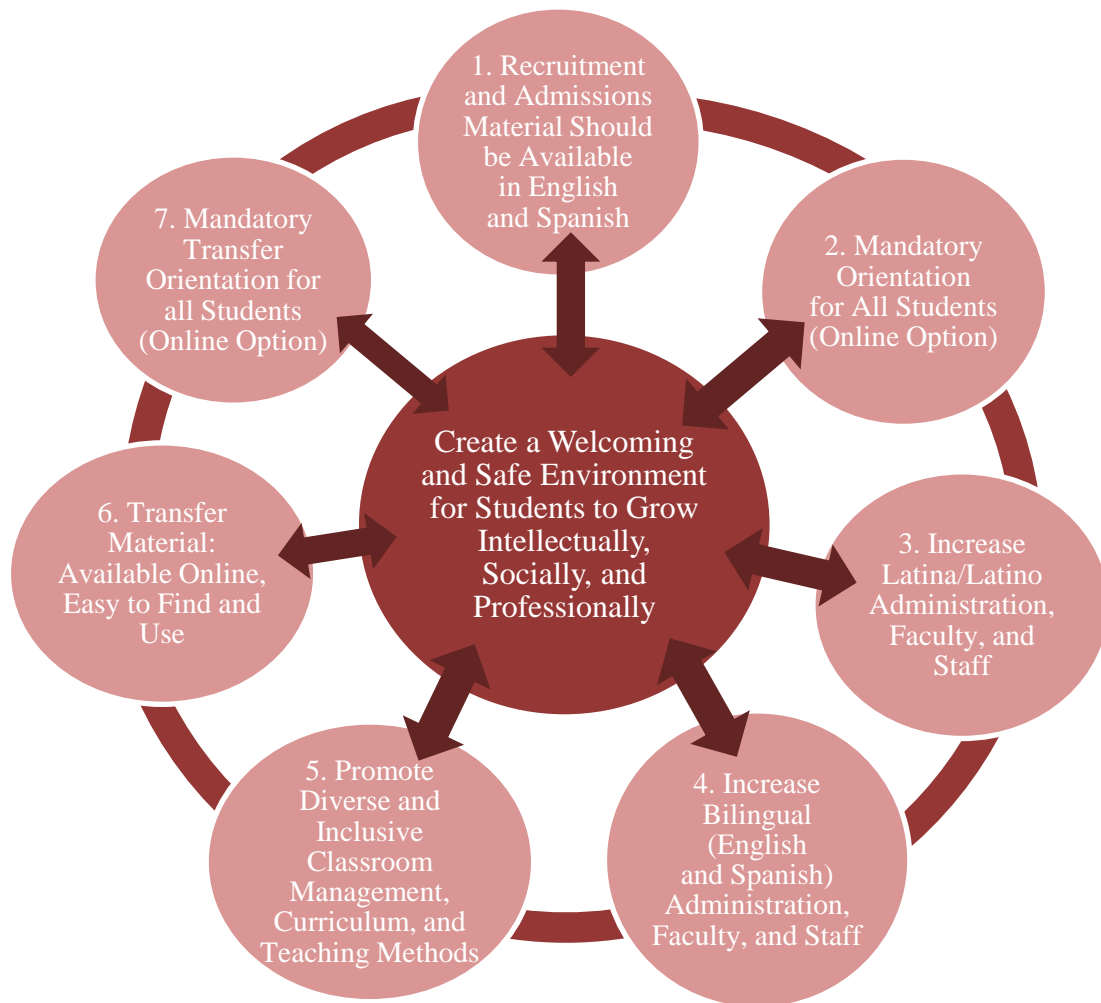 1. Recruitment
and Admissions
Material Should
be Available
in English
and Spanish
2. Mandatory
Orientation
for All Students
(Online Option)
3. Increase
Latina/Latino
Administration,
Faculty, and
Staff
4. Increase
Bilingual
(English
and Spanish)
Administration,
Faculty, and Staff
5. Promote
Diverse and
Inclusive
Classroom
Management,
Curriculum, and
Teaching Methods
6. Transfer
Material:
Available Online,
Easy to Find and
Use
7. Mandatory
Transfer
Orientation for
all Students
(Online Option)
Create a Welcoming
and Safe Environment
for Students to Grow
Intellectually,
Socially, and
Professionally